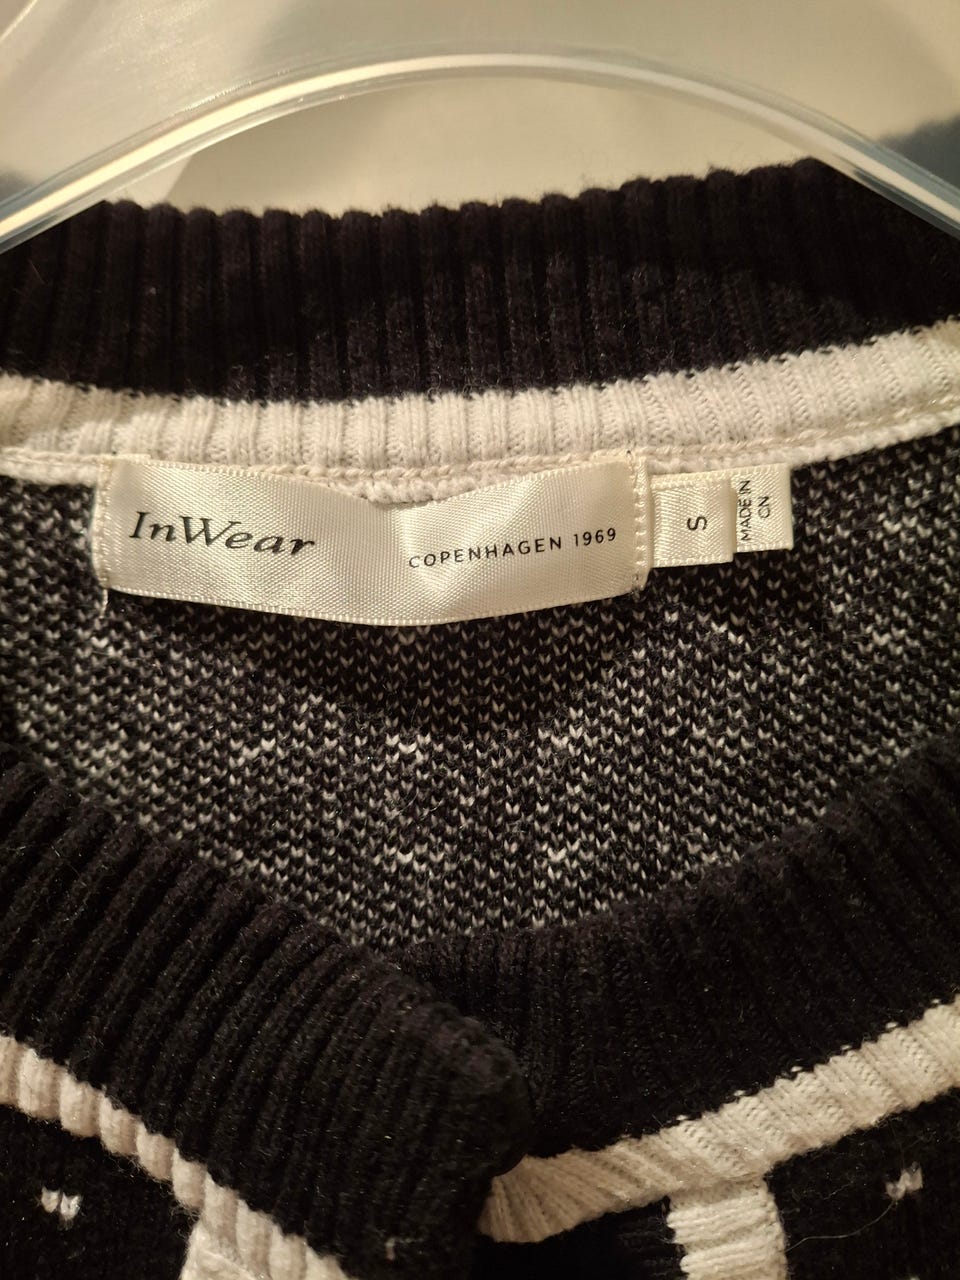 InWear
COPENHAGEN 1969
S
MADE IN
CN